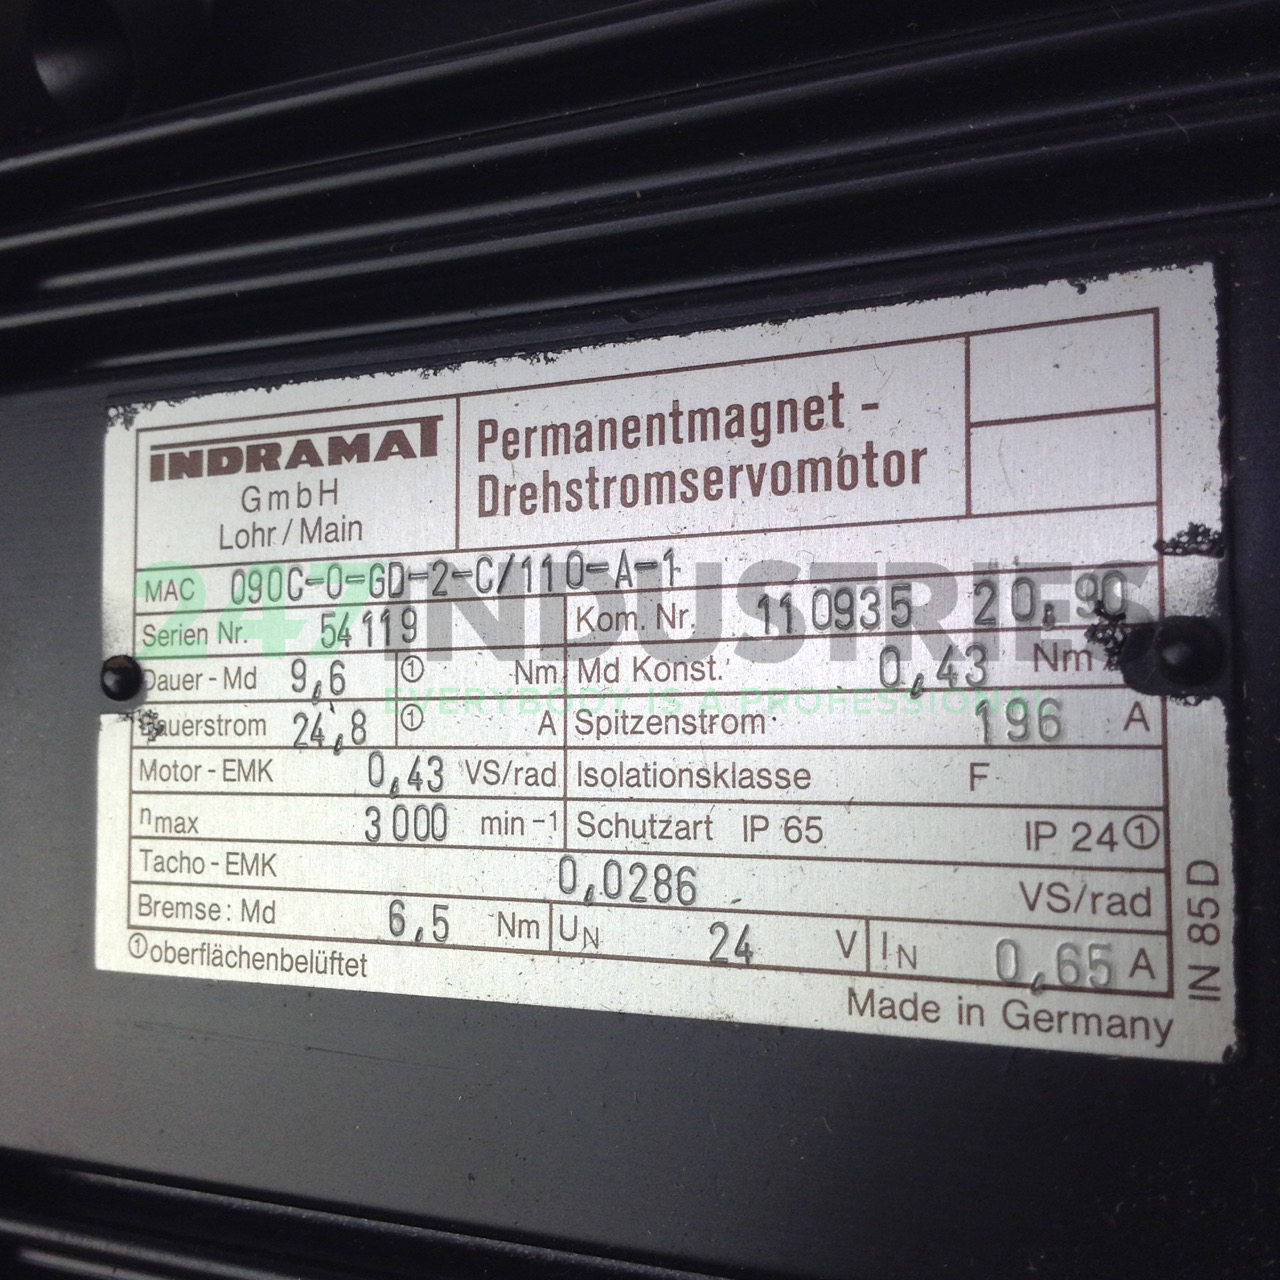 INDRAMAT
GmbH
Lohr / Main
Permanentmagnet -
Drehstromservomotor
MAC 090C-0-GD-2-C/110-A-1
Serien Nr. 54119
Kom. Nr. 110935 20,90
Dauer - Md 9,6 ① Nm
Md Konst. 0,43 Nm
Dauerstrom 24,8 ① A
Spitzenstrom 196 A
Motor - EMK 0,43 VS/rad
Isolationsklasse F
nmax 3000 min -1
Schutzart IP 65 IP 24①
Tacho - EMK 0,0286 VS/rad
Bremse : Md 6,5 Nm UN 24 V IN 0,65 A
①oberflächenbelüftet
Made in Germany
IN 85D
247INDUSTRIES
EVERYBODY IS A PROFESSIONAL